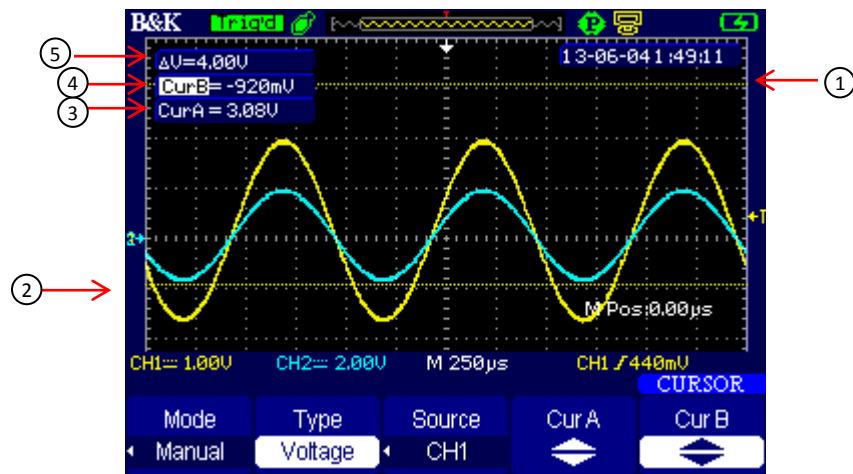 B&K Trig'd P
5 ΔV=4.00V 13-06-04 1:49:11
4 CurB= -920mV 1
3 CurA = 3.08V
T
2
2
M Pos:0.00μs
CH1 1.00V CH2 2.00V M 250μs CH1 440mV
CURSOR
Mode Type Source Cur A Cur B
Manual Voltage CH1